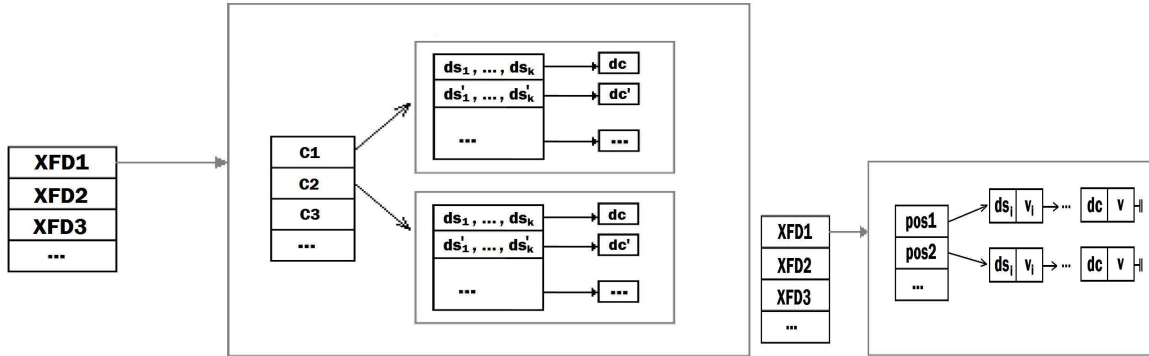 XFD1
XFD2
XFD3
...
C1
C2
C3
...
ds₁, ..., dsₖ
dc
ds'₁, ..., ds'ₖ
dc'
...
...
ds₁, ..., dsₖ
dc
ds'₁, ..., ds'ₖ
dc'
...
...
XFD1
XFD2
XFD3
...
pos1
pos2
...
dsᵢ vᵢ ... dc v
dsᵢ vᵢ ... dc v